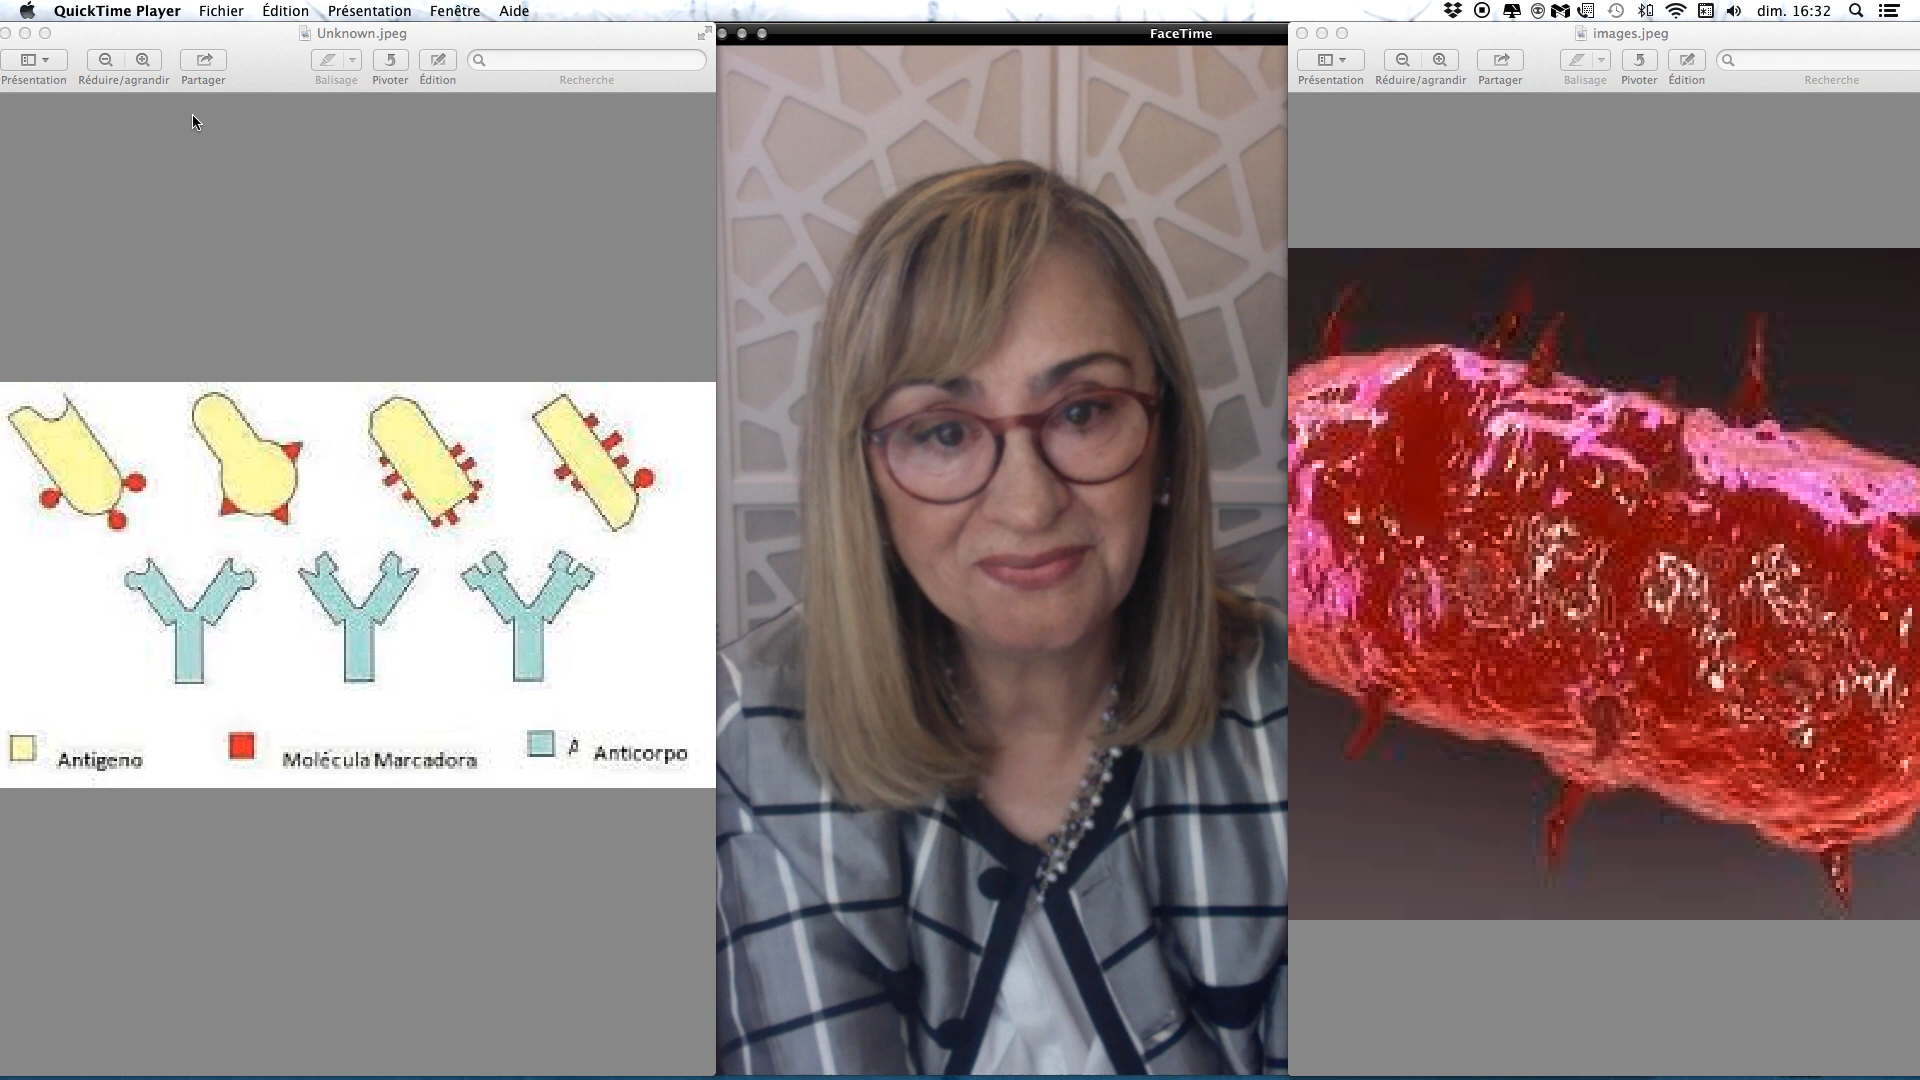 QuickTime Player Fichier Édition Présentation Fenêtre Aide dim. 16:32
Unknown.jpeg
Présentation Réduire/agrandir Partager Balisage Pivoter Édition Recherche
Antigeno Molécula Marcadora A Anticorpo
FaceTime
images.jpeg
Présentation Réduire/agrandir Partager Balisage Pivoter Édition Recherche